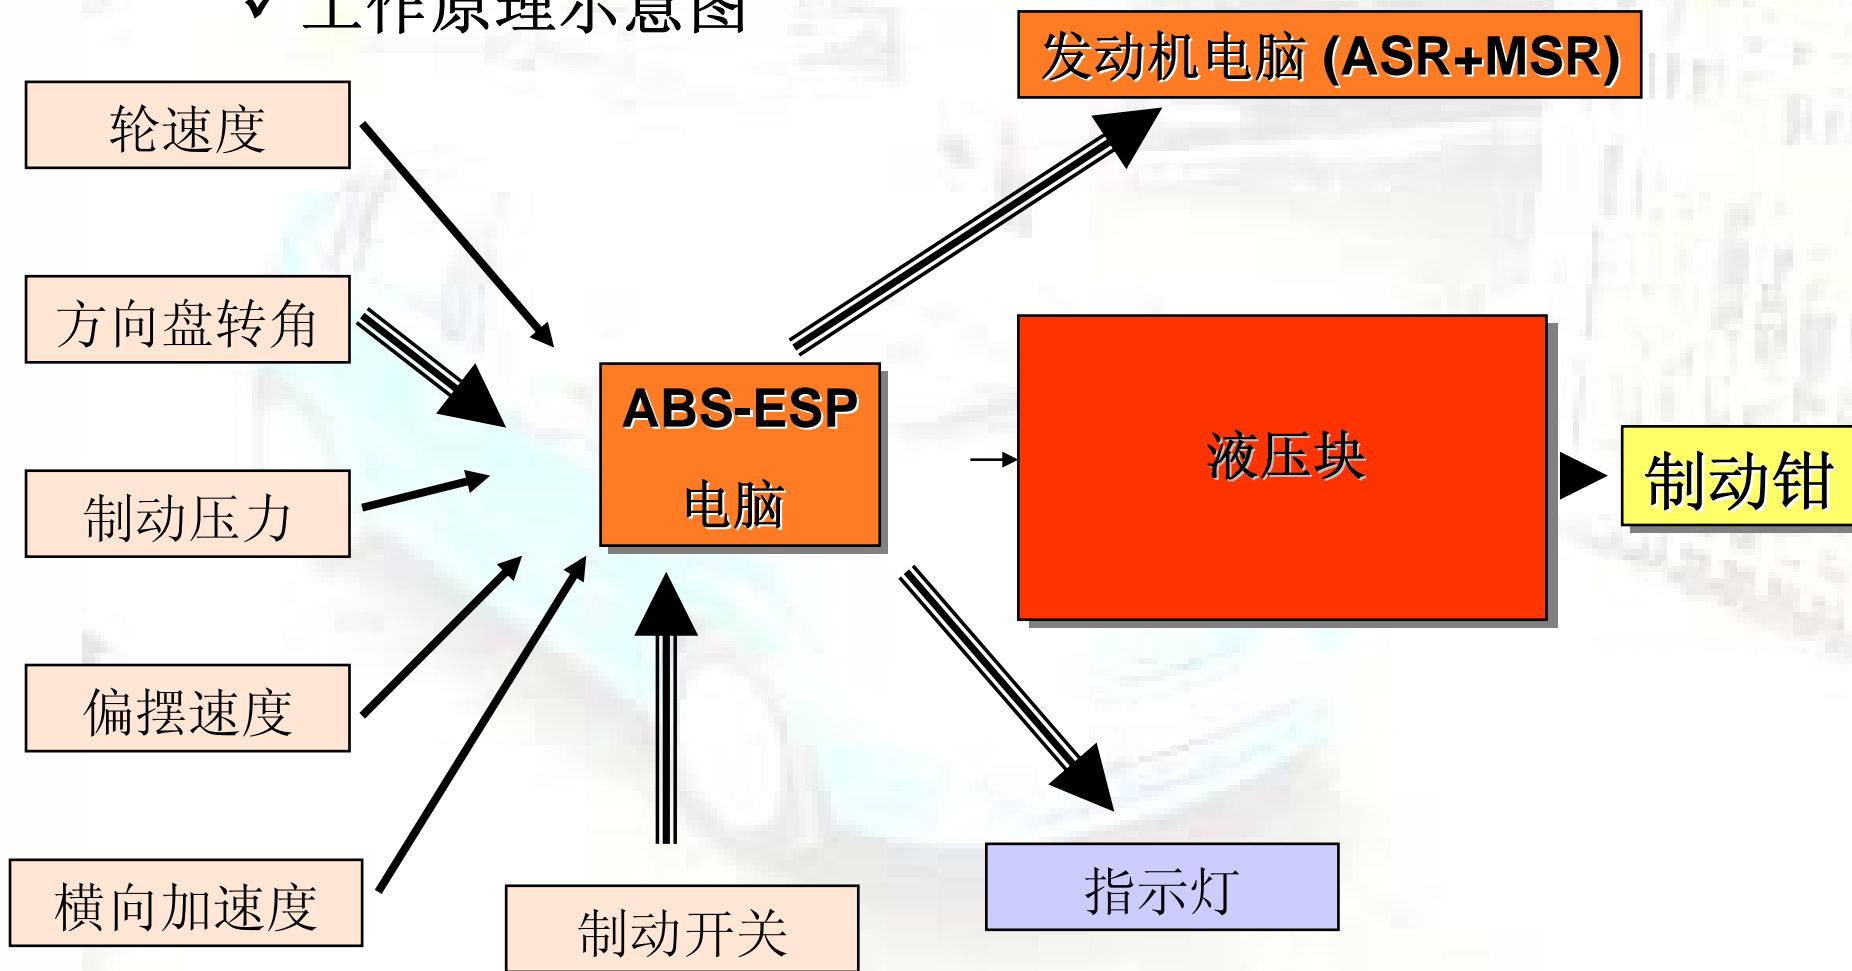 ✓ 工作原理示意图
发动机电脑 (ASR+MSR)
轮速度
方向盘转角
ABS-ESP
电脑
液压块
制动钳
制动压力
偏摆速度
横向加速度
制动开关
指示灯